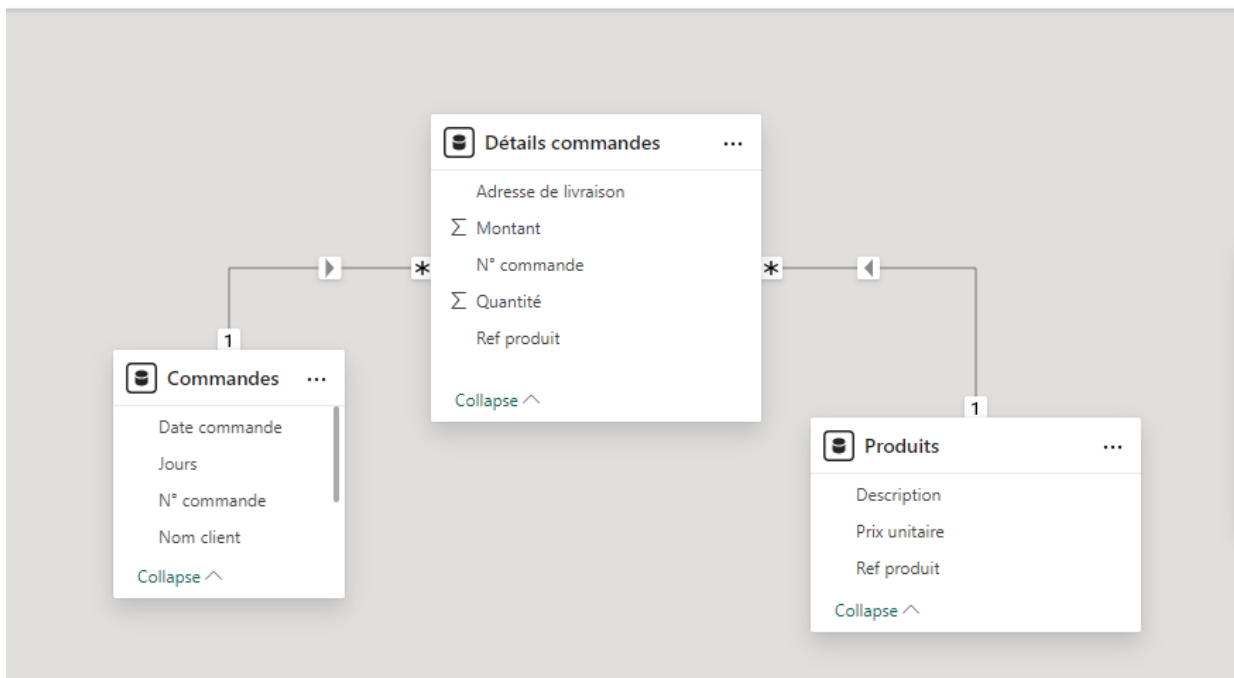 Détails commandes
Adresse de livraison
∑ Montant
N° commande
∑ Quantité
Ref produit
Collapse
*
*
1
Commandes
Date commande
Jours
N° commande
Nom client
Collapse
1
Produits
Description
Prix unitaire
Ref produit
Collapse